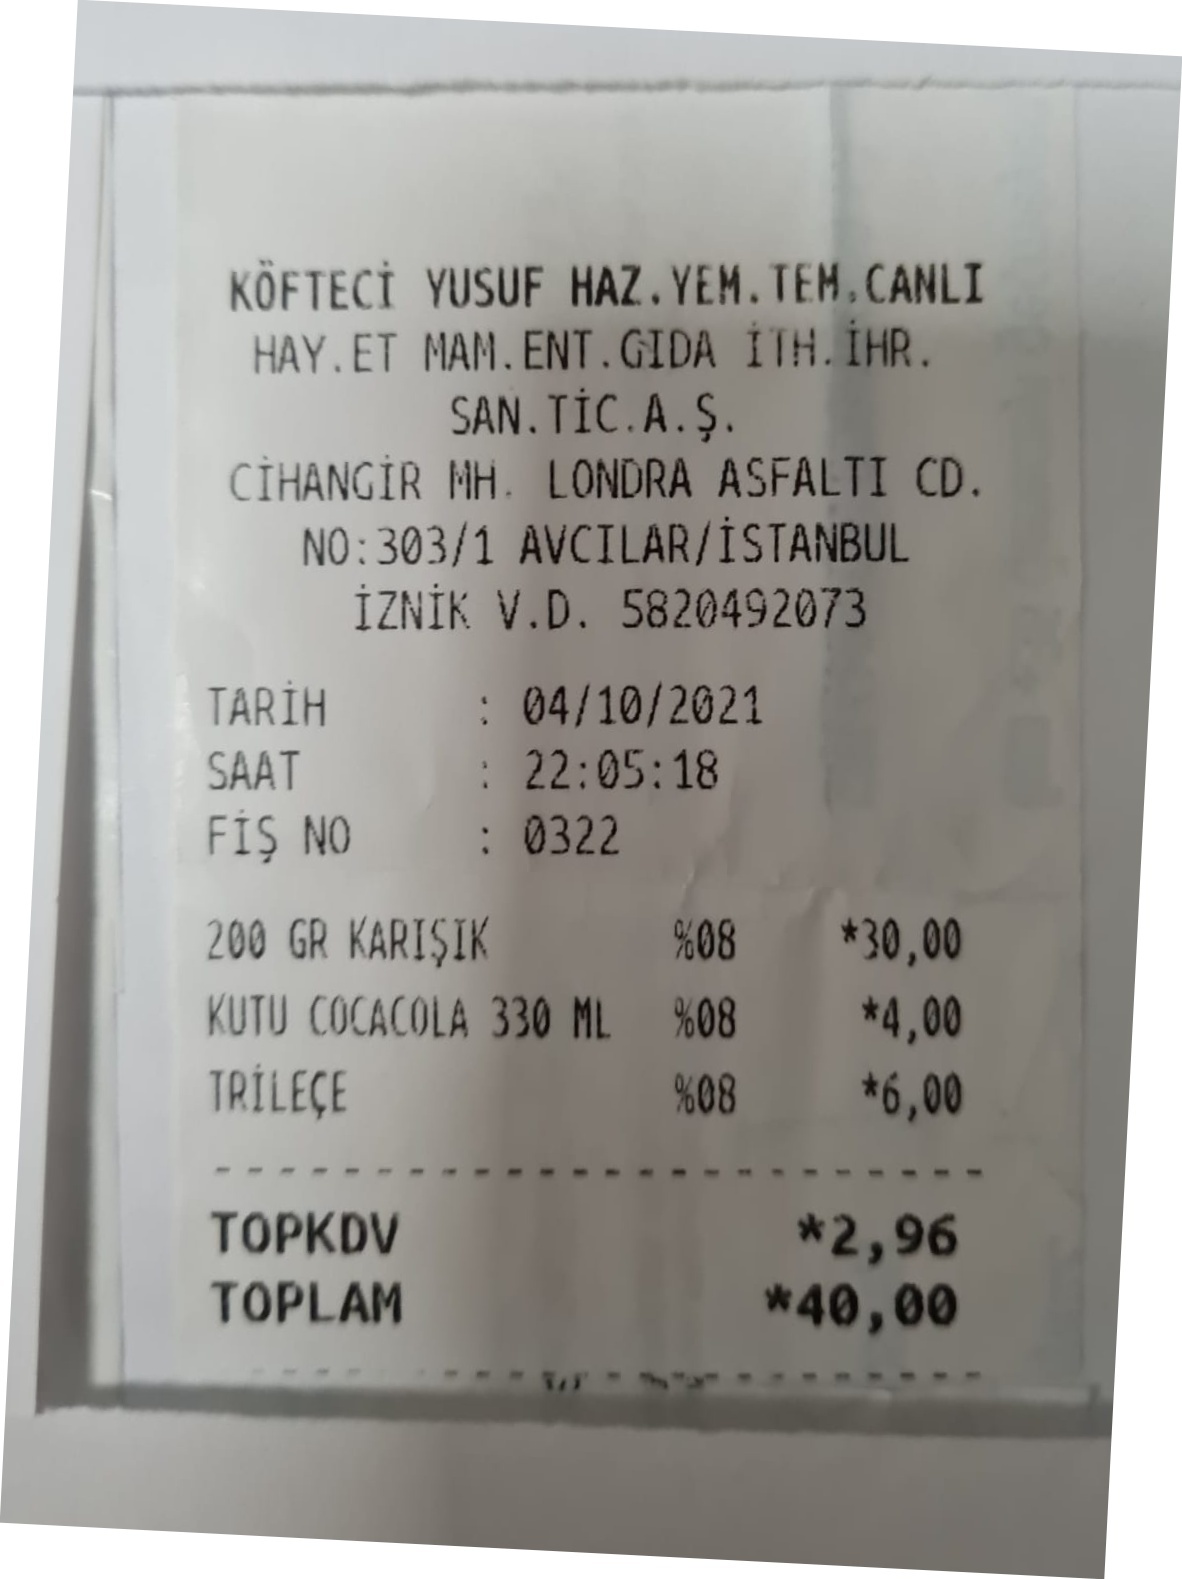 KÖFTECİ YUSUF HAZ.YEM.TEM.CANLI
HAY.ET MAM.ENT.GIDA İTH.İHR.
SAN.TİC.A.Ş.
CİHANGİR MH. LONDRA ASFALTI CD.
NO:303/1 AVCILAR/İSTANBUL
İZNİK V.D. 5820492073
TARİH : 04/10/2021
SAAT : 22:05:18
FİŞ NO : 0322
200 GR KARIŞIK %08 *30,00
KUTU COCACOLA 330 ML %08 *4,00
TRİLEÇE %08 *6,00
TOPKDV *2,96
TOPLAM *40,00